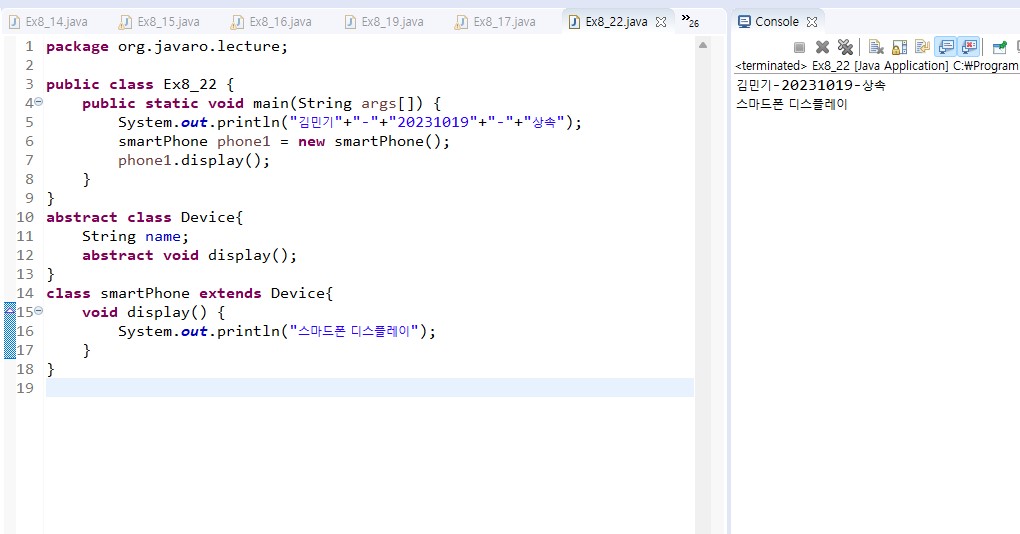 Ex8_14.java Ex8_15.java Ex8_16.java Ex8_19.java Ex8_17.java Ex8_22.java »26
1 package org.javaro.lecture;
2
3 public class Ex8_22 {
4 public static void main(String args[]) {
5 System.out.println("김민기"+"-"+"20231019"+"-"+"상속");
6 smartPhone phone1 = new smartPhone();
7 phone1.display();
8 }
9 }
10 abstract class Device{
11 String name;
12 abstract void display();
13 }
14 class smartPhone extends Device{
15 void display() {
16 System.out.println("스마트폰 디스플레이");
17 }
18 }
19
Console
<terminated> Ex8_22 [Java Application] C:₩Program
김민기-20231019-상속
스마드폰 디스플레이